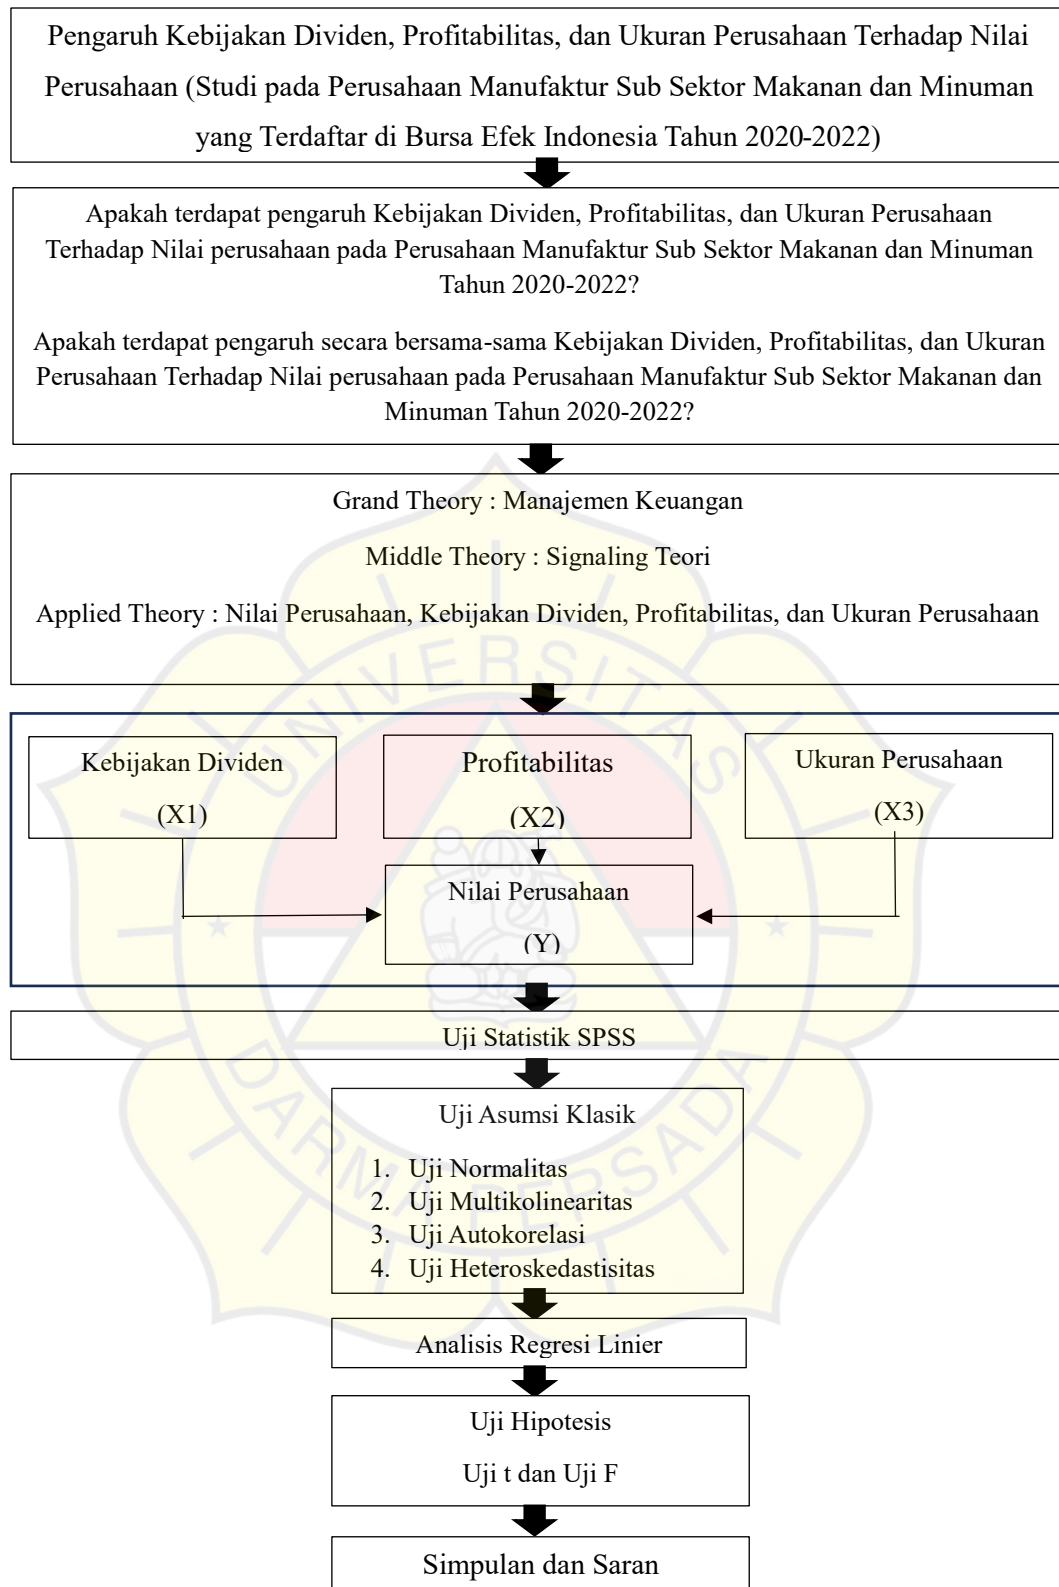 Pengaruh Kebijakan Dividen, Profitabilitas, dan Ukuran Perusahaan Terhadap Nilai
Perusahaan (Studi pada Perusahaan Manufaktur Sub Sektor Makanan dan Minuman
yang Terdaftar di Bursa Efek Indonesia Tahun 2020-2022)
Apakah terdapat pengaruh Kebijakan Dividen, Profitabilitas, dan Ukuran Perusahaan
Terhadap Nilai perusahaan pada Perusahaan Manufaktur Sub Sektor Makanan dan Minuman
Tahun 2020-2022?
Apakah terdapat pengaruh secara bersama-sama Kebijakan Dividen, Profitabilitas, dan Ukuran
Perusahaan Terhadap Nilai perusahaan pada Perusahaan Manufaktur Sub Sektor Makanan dan
Minuman Tahun 2020-2022?
Grand Theory : Manajemen Keuangan
Middle Theory : Signaling Teori
Applied Theory : Nilai Perusahaan, Kebijakan Dividen, Profitabilitas, dan Ukuran Perusahaan
UNIVERSITAS
Kebijakan Dividen
(X1)
Profitabilitas
(X2)
Ukuran Perusahaan
(X3)
Nilai Perusahaan
(Y)
Uji Statistik SPSS
DARMA PERSADA
Uji Asumsi Klasik
1. Uji Normalitas
2. Uji Multikolinearitas
3. Uji Autokorelasi
4. Uji Heteroskedastisitas
Analisis Regresi Linier
Uji Hipotesis
Uji t dan Uji F
Simpulan dan Saran